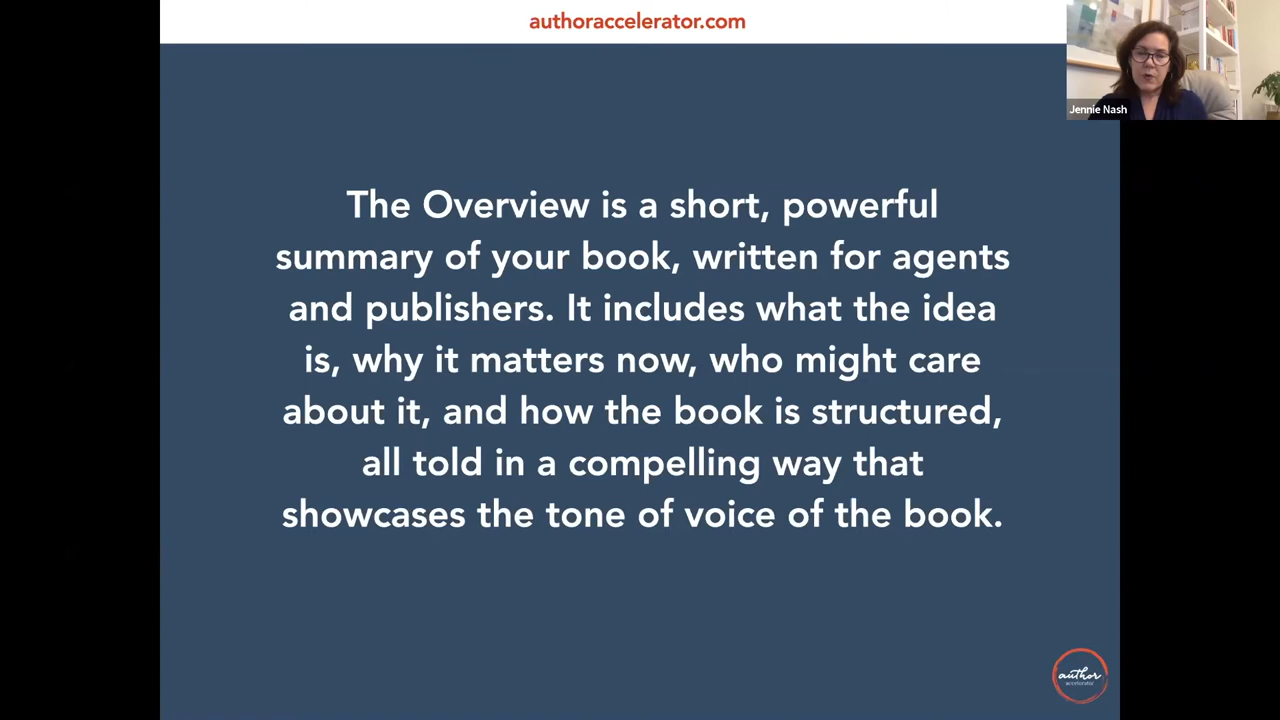 authoraccelerator.com
Jennie Nash
The Overview is a short, powerful
summary of your book, written for agents
and publishers. It includes what the idea
is, why it matters now, who might care
about it, and how the book is structured,
all told in a compelling way that
showcases the tone of voice of the book.
author
accelerator